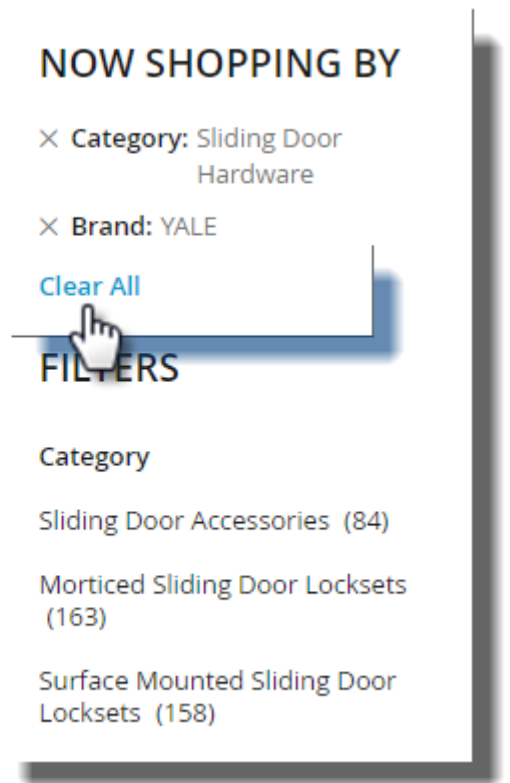 NOW SHOPPING BY
× Category: Sliding Door
Hardware
× Brand: YALE
Clear All
FILTERS
Category
Sliding Door Accessories (84)
Morticed Sliding Door Locksets
(163)
Surface Mounted Sliding Door
Locksets (158)